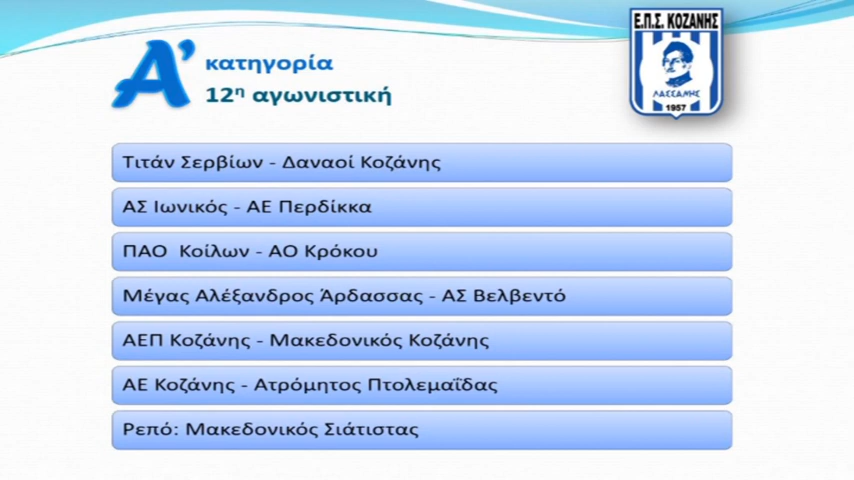 Α’ κατηγορία
12η αγωνιστική
Ε.Π.Σ. ΚΟΖΑΝΗΣ
ΛΑΣΣΑΝΗΣ
1957
Τιτάν Σερβίων - Δαναοί Κοζάνης
ΑΣ Ιωνικός - ΑΕ Περδίκκα
ΠΑΟ  Κοίλων - ΑΟ Κρόκου
Μέγας Αλέξανδρος Άρδασσας - ΑΣ Βελβεντό
ΑΕΠ Κοζάνης - Μακεδονικός Κοζάνης
ΑΕ Κοζάνης - Ατρόμητος Πτολεμαΐδας
Ρεπό: Μακεδονικός Σιάτιστας